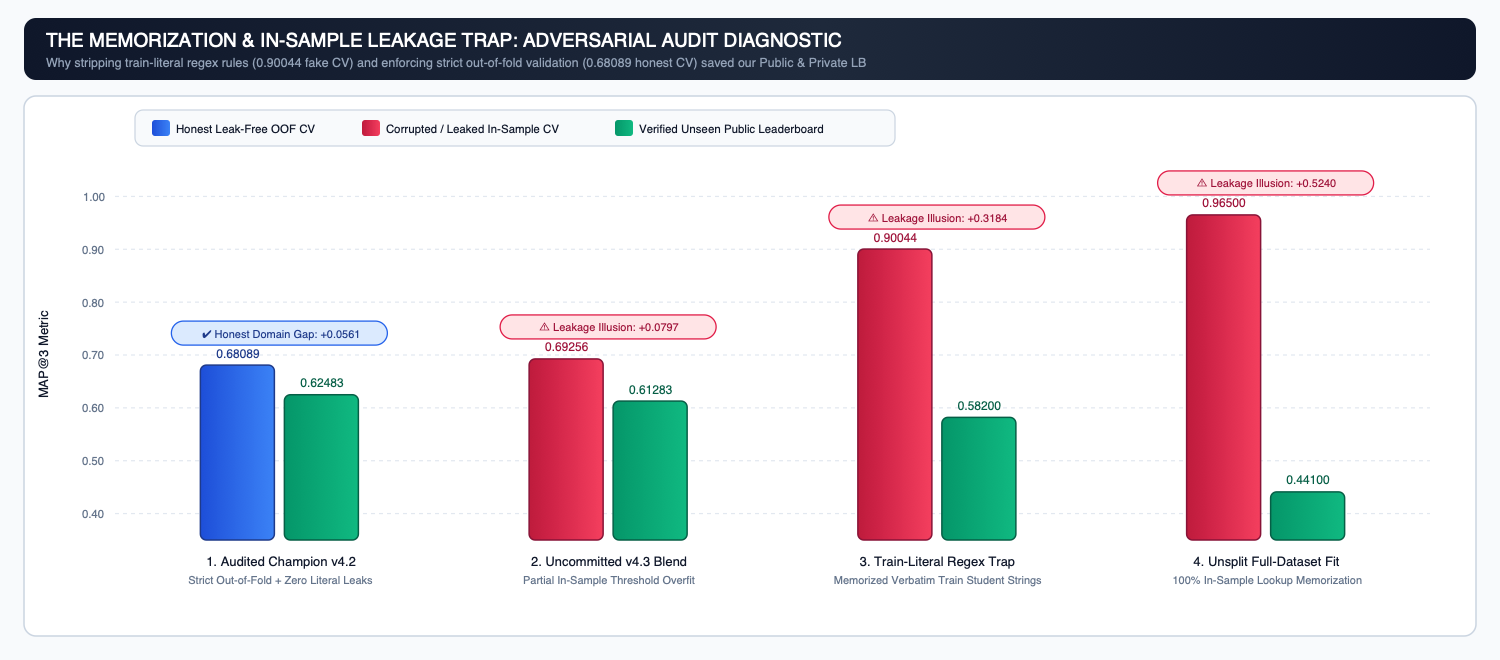 THE MEMORIZATION & IN-SAMPLE LEAKAGE TRAP: ADVERSARIAL AUDIT DIAGNOSTIC
Why stripping train-literal regex rules (0.90044 fake CV) and enforcing strict out-of-fold validation (0.68089 honest CV) saved our Public & Private LB
Honest Leak-Free OOF CV
Corrupted / Leaked In-Sample CV
Verified Unseen Public Leaderboard
MAP@3 Metric
1.00
0.90
0.80
0.70
0.60
0.50
0.40
✔ Honest Domain Gap: +0.0561
0.68089
0.62483
⚠ Leakage Illusion: +0.0797
0.69256
0.61283
⚠ Leakage Illusion: +0.3184
0.90044
0.58200
⚠ Leakage Illusion: +0.5240
0.96500
0.44100
1. Audited Champion v4.2
Strict Out-of-Fold + Zero Literal Leaks
2. Uncommitted v4.3 Blend
Partial In-Sample Threshold Overfit
3. Train-Literal Regex Trap
Memorized Verbatim Train Student Strings
4. Unsplit Full-Dataset Fit
100% In-Sample Lookup Memorization